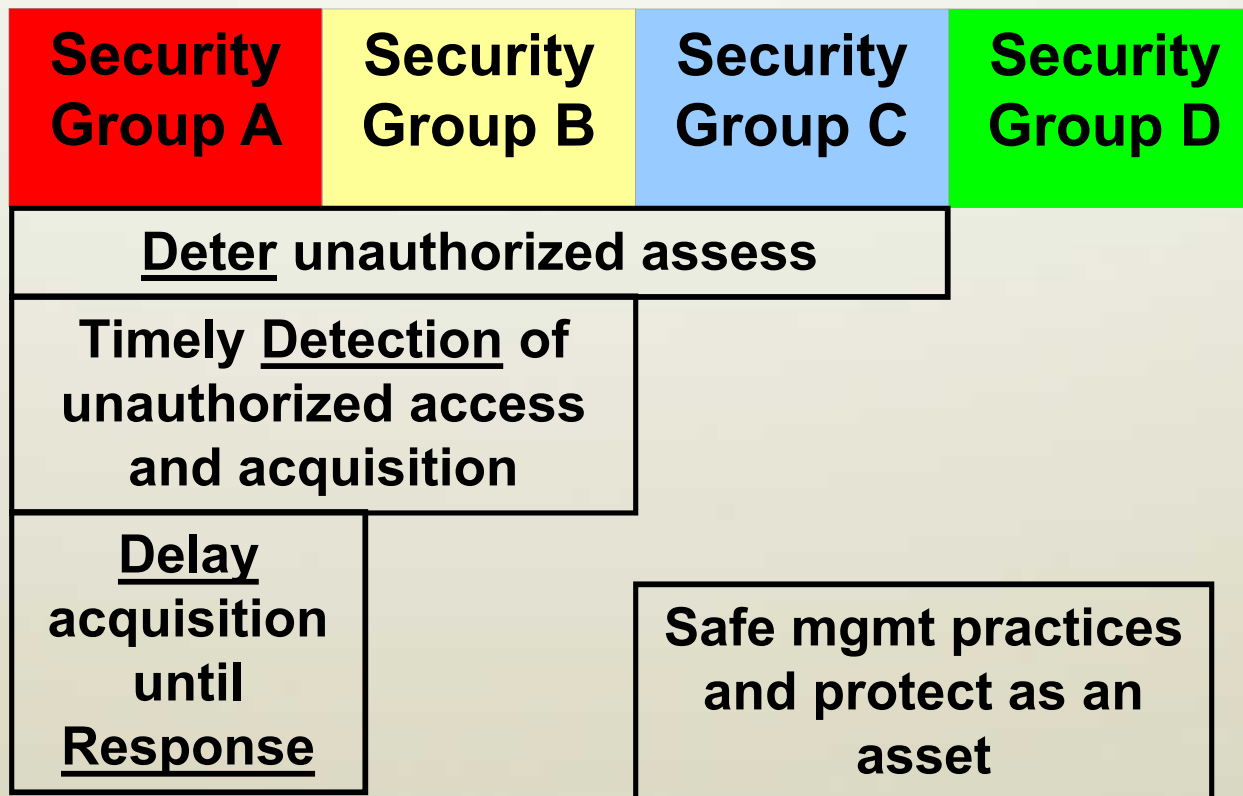 Security
Group A
Security
Group B
Security
Group C
Security
Group D
Deter unauthorized assess
Timely Detection of
unauthorized access
and acquisition
Delay
acquisition
until
Response
Safe mgmt practices
and protect as an
asset